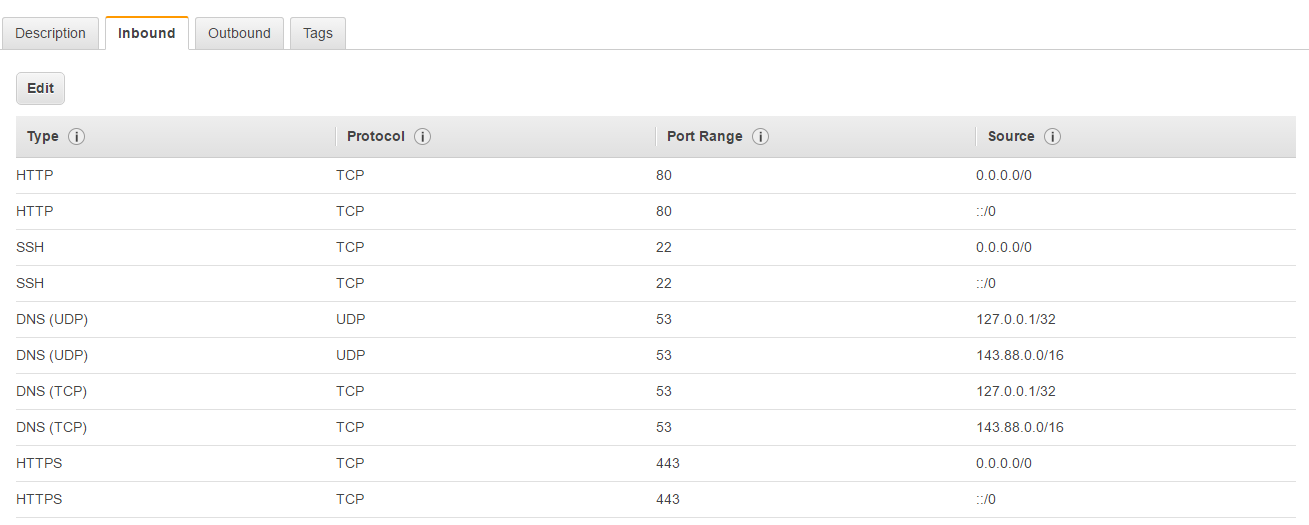 Description Inbound Outbound Tags
Edit
Type Protocol Port Range Source
HTTP TCP 80 0.0.0.0/0
HTTP TCP 80 ::/0
SSH TCP 22 0.0.0.0/0
SSH TCP 22 ::/0
DNS (UDP) UDP 53 127.0.0.1/32
DNS (UDP) UDP 53 143.88.0.0/16
DNS (TCP) TCP 53 127.0.0.1/32
DNS (TCP) TCP 53 143.88.0.0/16
HTTPS TCP 443 0.0.0.0/0
HTTPS TCP 443 ::/0